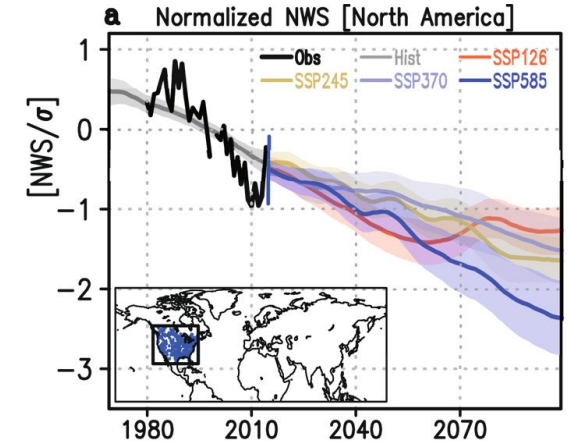 a Normalized NWS [North America]
[NWS/σ]
1
0
−1
−2
−3
Obs Hist SSP126
SSP245 SSP370 SSP585
1980 2010 2040 2070